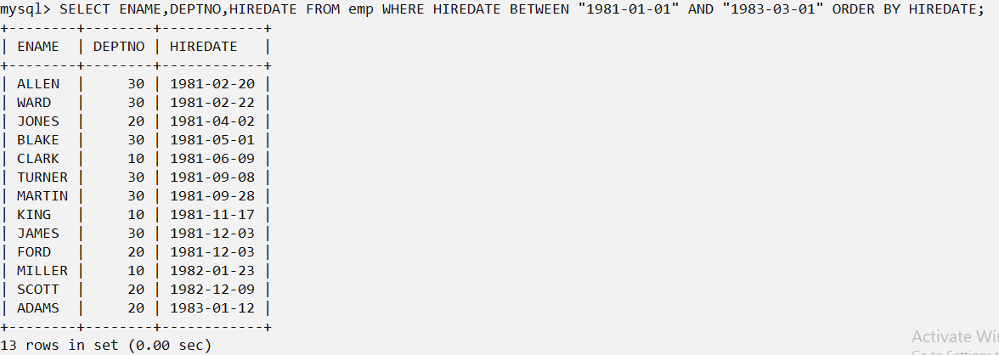 mysql> SELECT ENAME,DEPTNO,HIREDATE FROM emp WHERE HIREDATE BETWEEN "1981-01-01" AND "1983-03-01" ORDER BY HIREDATE;
+--------+--------+------------+
| ENAME  | DEPTNO | HIREDATE   |
+--------+--------+------------+
| ALLEN  |     30 | 1981-02-20 |
| WARD   |     30 | 1981-02-22 |
| JONES  |     20 | 1981-04-02 |
| BLAKE  |     30 | 1981-05-01 |
| CLARK  |     10 | 1981-06-09 |
| TURNER |     30 | 1981-09-08 |
| MARTIN |     30 | 1981-09-28 |
| KING   |     10 | 1981-11-17 |
| JAMES  |     30 | 1981-12-03 |
| FORD   |     20 | 1981-12-03 |
| MILLER |     10 | 1982-01-23 |
| SCOTT  |     20 | 1982-12-09 |
| ADAMS  |     20 | 1983-01-12 |
+--------+--------+------------+
13 rows in set (0.00 sec)
Activate Wi